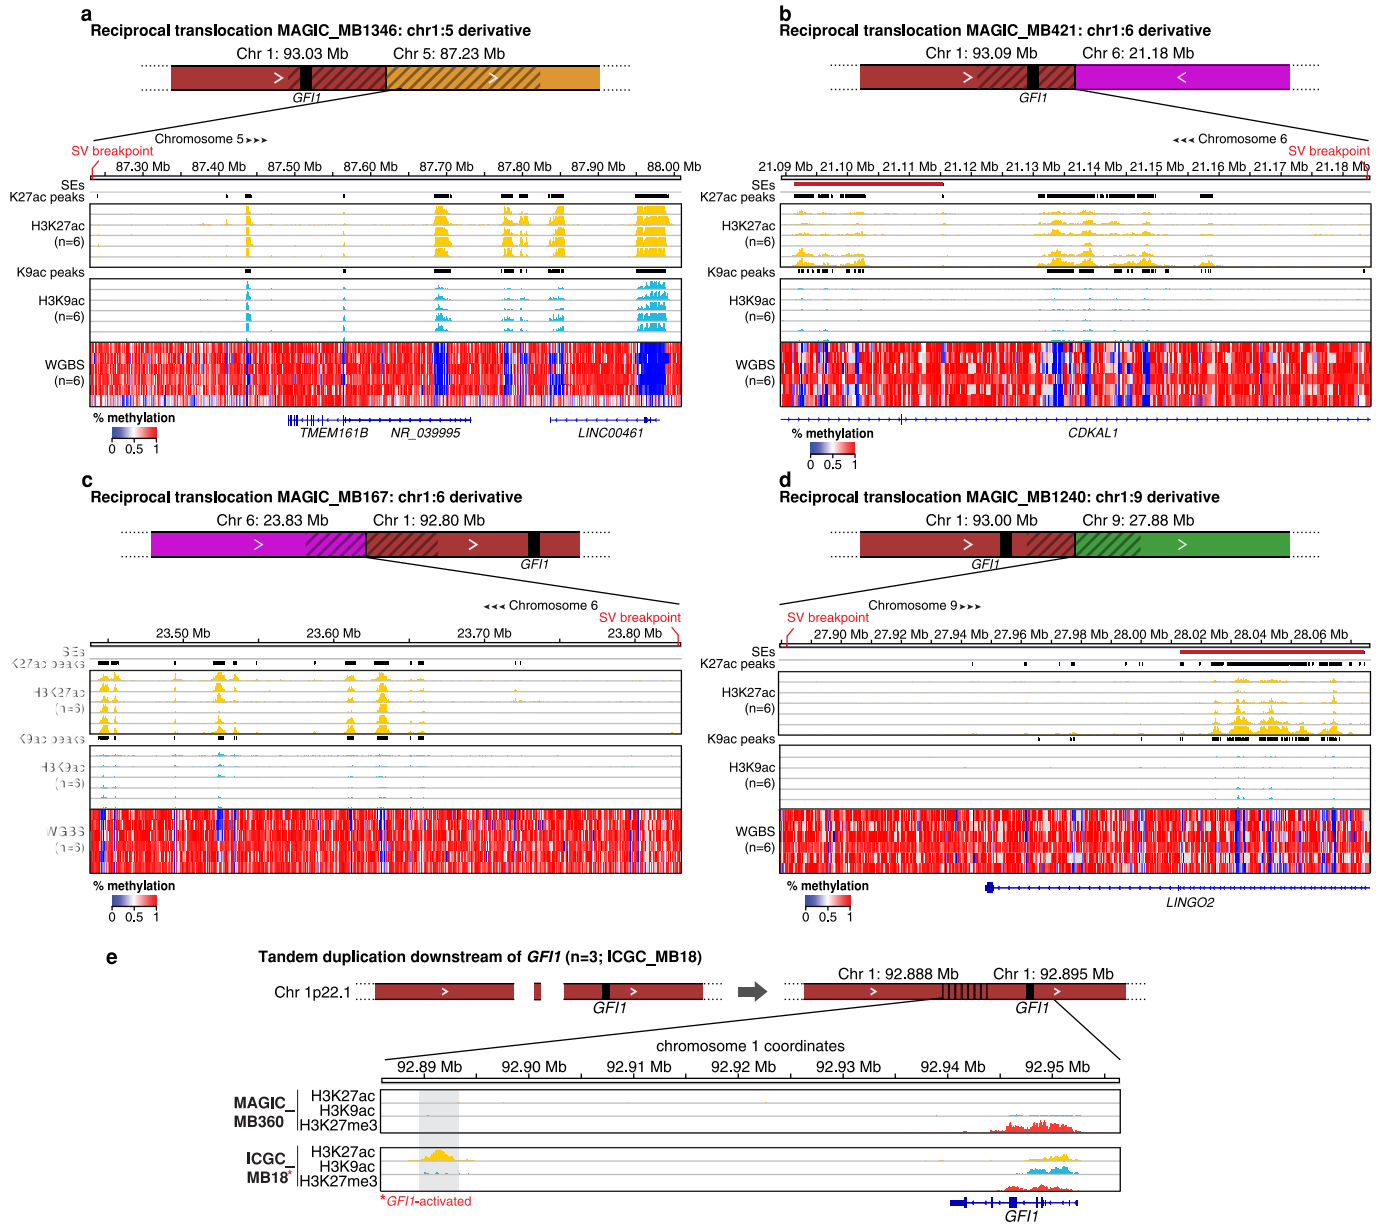 a
Reciprocal translocation MAGIC_MB1346: chr1:5 derivative
Chr 1: 93.03 Mb
Chr 5: 87.23 Mb
GFI1
Chromosome 5
SV breakpoint
87.30 Mb 87.40 Mb 87.50 Mb 87.60 Mb 87.70 Mb 87.80 Mb 87.90 Mb 88.00 Mb
SEs
K27ac peaks
H3K27ac
(n=6)
K9ac peaks
H3K9ac
(n=6)
WGBS
(n=6)
% methylation
0 0.5 1
TMEM161B NR_039995 LINC00461
b
Reciprocal translocation MAGIC_MB421: chr1:6 derivative
Chr 1: 93.09 Mb
Chr 6: 21.18 Mb
GFI1
Chromosome 6
SV breakpoint
21.09 Mb 21.10 Mb 21.11 Mb 21.12 Mb 21.13 Mb 21.14 Mb 21.15 Mb 21.16 Mb 21.17 Mb 21.18 Mb
SEs
K27ac peaks
H3K27ac
(n=6)
K9ac peaks
H3K9ac
(n=6)
WGBS
(n=6)
CDKAL1
% methylation
0 0.5 1
c
Reciprocal translocation MAGIC_MB167: chr1:6 derivative
Chr 6: 23.83 Mb
Chr 1: 92.80 Mb
GFI1
Chromosome 6
SV breakpoint
23.50 Mb 23.60 Mb 23.70 Mb 23.80 Mb
SEs
K27ac peaks
H3K27ac
(n=6)
K9ac peaks
H3K9ac
(n=6)
WGBS
(n=6)
% methylation
0 0.5 1
d
Reciprocal translocation MAGIC_MB1240: chr1:9 derivative
Chr 1: 93.00 Mb
Chr 9: 27.88 Mb
GFI1
Chromosome 9
SV breakpoint
27.90 Mb 27.92 Mb 27.94 Mb 27.96 Mb 27.98 Mb 28.00 Mb 28.02 Mb 28.04 Mb 28.06 Mb
SEs
K27ac peaks
H3K27ac
(n=6)
K9ac peaks
H3K9ac
(n=6)
WGBS
(n=6)
% methylation
0 0.5 1
LINGO2
e
Tandem duplication downstream of GFI1 (n=3; ICGC_MB18)
Chr 1p22.1
GFI1
Chr 1: 92.888 Mb
Chr 1: 92.895 Mb
GFI1
chromosome 1 coordinates
92.89 Mb 92.90 Mb 92.91 Mb 92.92 Mb 92.93 Mb 92.94 Mb 92.95 Mb
MAGIC_
MB360
H3K27ac
H3K9ac
H3K27me3
ICGC_
MB18*
H3K27ac
H3K9ac
H3K27me3
*GFI1-activated
GFI1